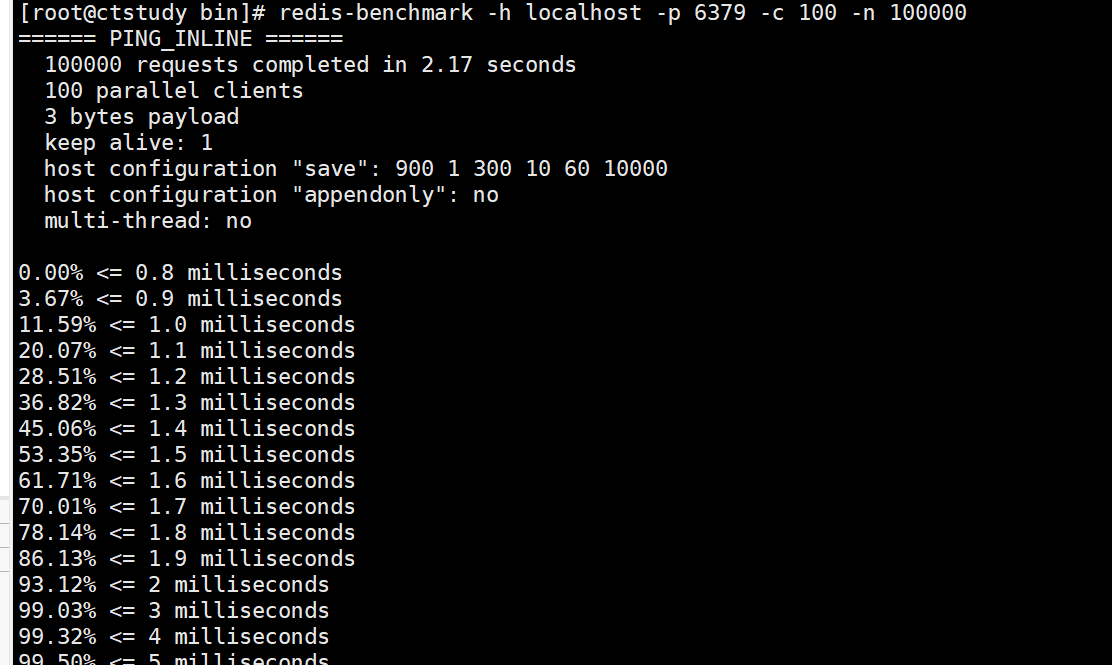 [root@ctstudy bin]# redis-benchmark -h localhost -p 6379 -c 100 -n 100000
====== PING_INLINE ======
  100000 requests completed in 2.17 seconds
  100 parallel clients
  3 bytes payload
  keep alive: 1
  host configuration "save": 900 1 300 10 60 10000
  host configuration "appendonly": no
  multi-thread: no

0.00% <= 0.8 milliseconds
3.67% <= 0.9 milliseconds
11.59% <= 1.0 milliseconds
20.07% <= 1.1 milliseconds
28.51% <= 1.2 milliseconds
36.82% <= 1.3 milliseconds
45.06% <= 1.4 milliseconds
53.35% <= 1.5 milliseconds
61.71% <= 1.6 milliseconds
70.01% <= 1.7 milliseconds
78.14% <= 1.8 milliseconds
86.13% <= 1.9 milliseconds
93.12% <= 2 milliseconds
99.03% <= 3 milliseconds
99.32% <= 4 milliseconds
99.50% <= 5 milliseconds